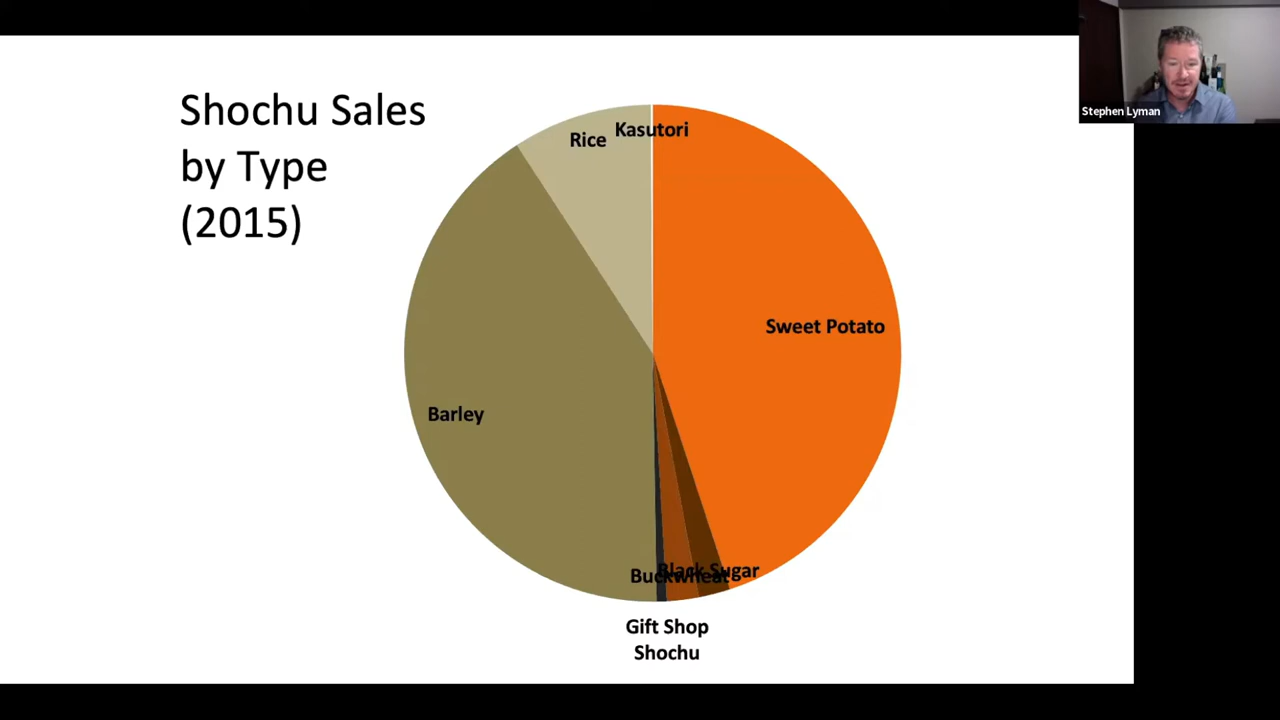 Shochu Sales
by Type
(2015)
Kasutori
Rice
Sweet Potato
Barley
Black Sugar
Buckwheat
Gift Shop
Shochu
Stephen Lyman